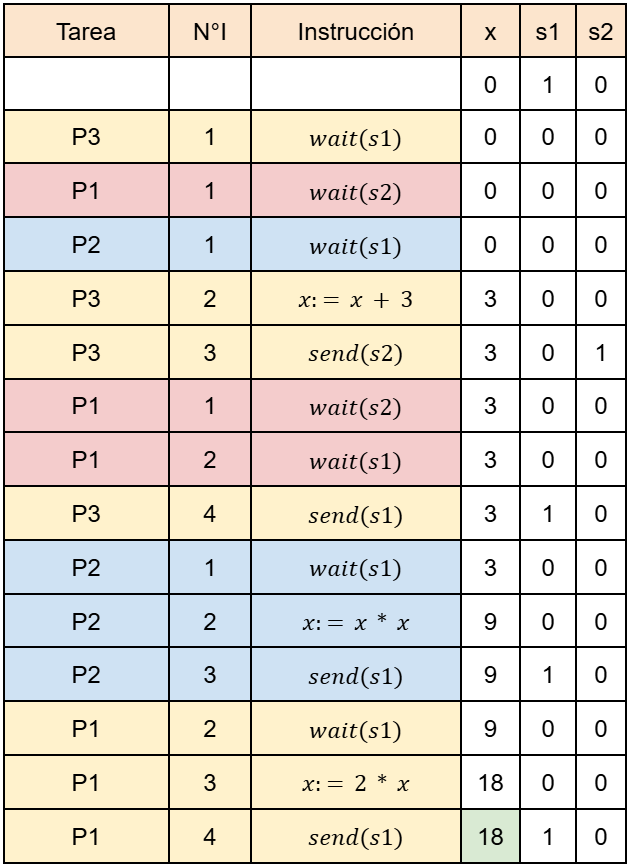 Tarea N°I Instrucción x s1 s2
0 1 0
P3 1 wait(s1) 0 0 0
P1 1 wait(s2) 0 0 0
P2 1 wait(s1) 0 0 0
P3 2 x:= x + 3 3 0 0
P3 3 send(s2) 3 0 1
P1 1 wait(s2) 3 0 0
P1 2 wait(s1) 3 0 0
P3 4 send(s1) 3 1 0
P2 1 wait(s1) 3 0 0
P2 2 x:= x * x 9 0 0
P2 3 send(s1) 9 1 0
P1 2 wait(s1) 9 0 0
P1 3 x:= 2 * x 18 0 0
P1 4 send(s1) 18 1 0